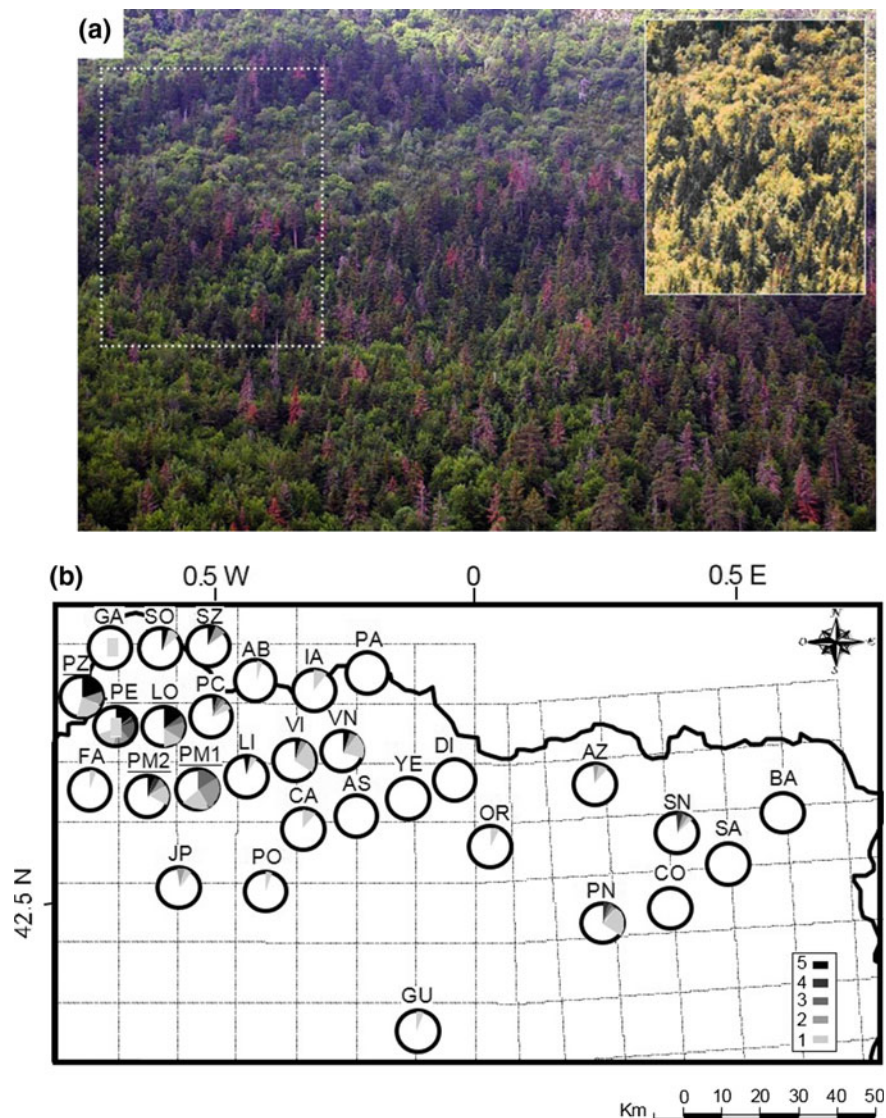 (a)
(b)
0.5 W 0 0.5 E
GA SO SZ
AB IA PA
PZ PE LO PC
N
O E
S
FA PM2 PM1 LI VI VN
CA AS YE DI
AZ
BA
OR SN SA
JP PO
PN CO
42.5 N
GU
5
4
3
2
1
Km 0 10 20 30 40 50